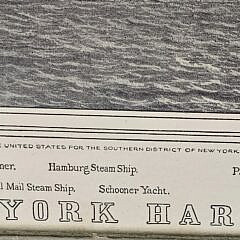 UNITED STATES FOR THE SOUTHERN DISTRICT OF NEW YORK
Hamburg Steam Ship.
Mail Steam Ship, Schooner Yacht.
YORK HAR